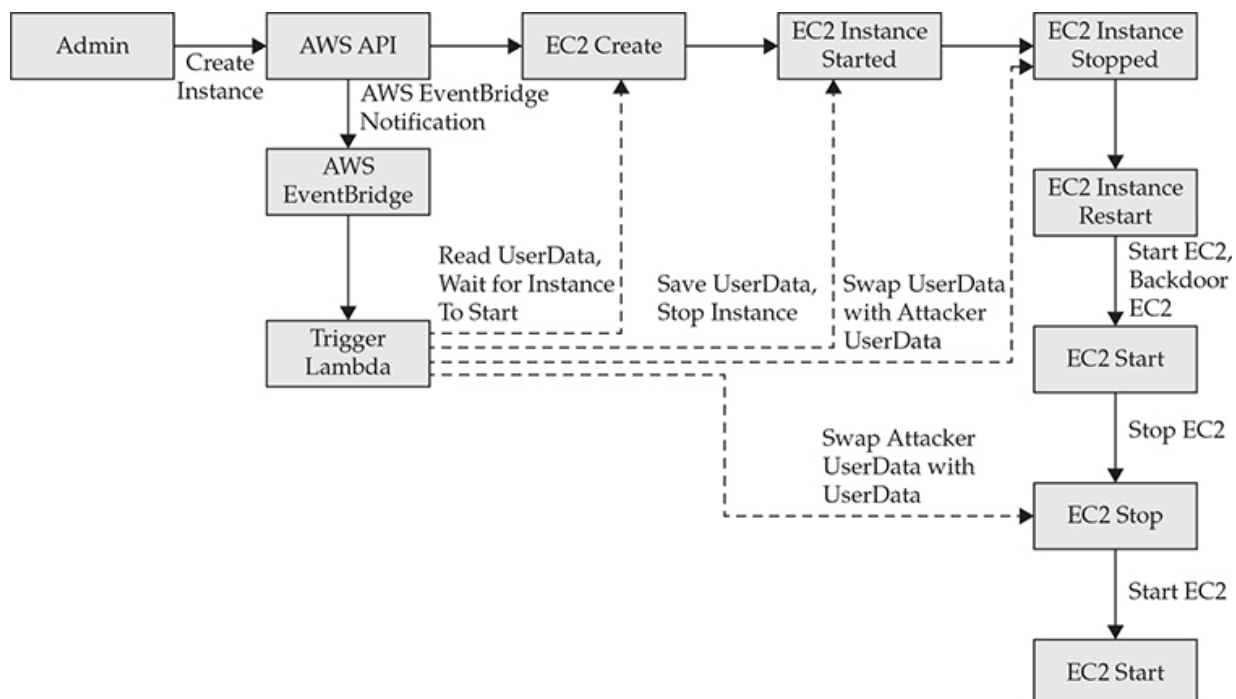 Admin
Create
Instance
AWS API
AWS EventBridge
Notification
EC2 Create
EC2 Instance
Started
EC2 Instance
Stopped
AWS
EventBridge
EC2 Instance
Restart
Read UserData,
Wait for Instance
To Start
Save UserData,
Stop Instance
Swap UserData
with Attacker
UserData
Start EC2,
Backdoor
EC2
Trigger
Lambda
EC2 Start
Stop EC2
Swap Attacker
UserData with
UserData
EC2 Stop
Start EC2
EC2 Start